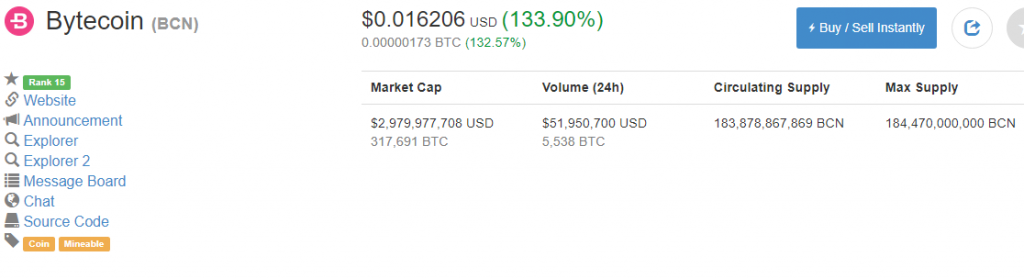 Bytecoin (BCN)
$0.016206 USD (133.90%)
0.00000173 BTC (132.57%)
Buy / Sell Instantly
Rank 15
Website
Announcement
Explorer
Explorer 2
Message Board
Chat
Source Code
Coin Mineable
Market Cap Volume (24h) Circulating Supply Max Supply
$2,979,977,708 USD $51,950,700 USD 183,878,867,869 BCN 184,470,000,000 BCN
317,691 BTC 5,538 BTC